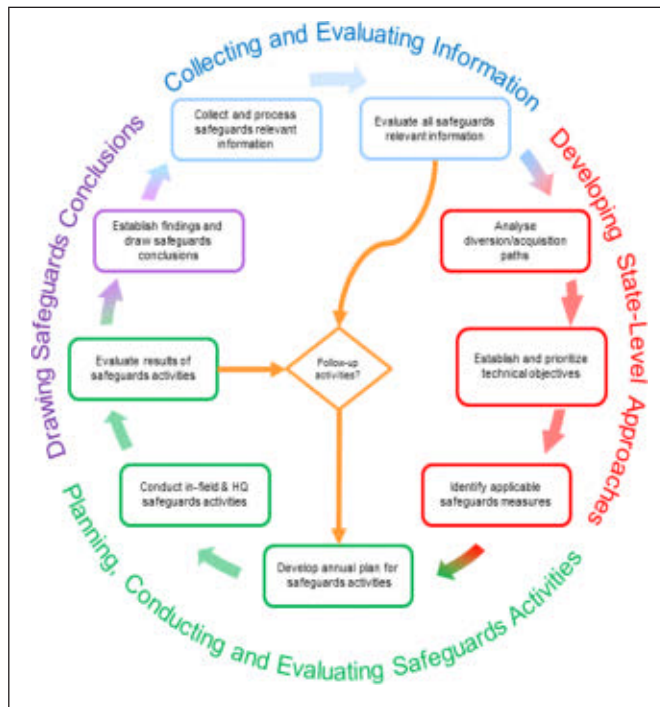 Collecting and Evaluating Information
Collect and process
safeguards relevant
information
Evaluate all safeguards
relevant information
Developing State-Level Approaches
Analyse
diversion/acquisition
paths
Establish and prioritize
technical objectives
Identify applicable
safeguards measures
Planning, Conducting and Evaluating Safeguards Activities
Develop annual plan for
safeguards activities
Conduct in-field & HQ
safeguards activities
Evaluate results of
safeguards activities
Drawing Safeguards Conclusions
Establish findings and
draw safeguards
conclusions
Follow-up
activities?